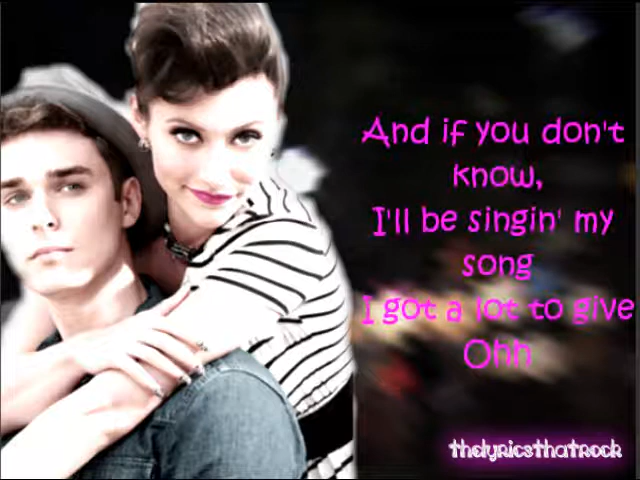 And if you don't
know,
I'll be singin' my
song
I got a lot to give
Ohh
thelyricsthatrock